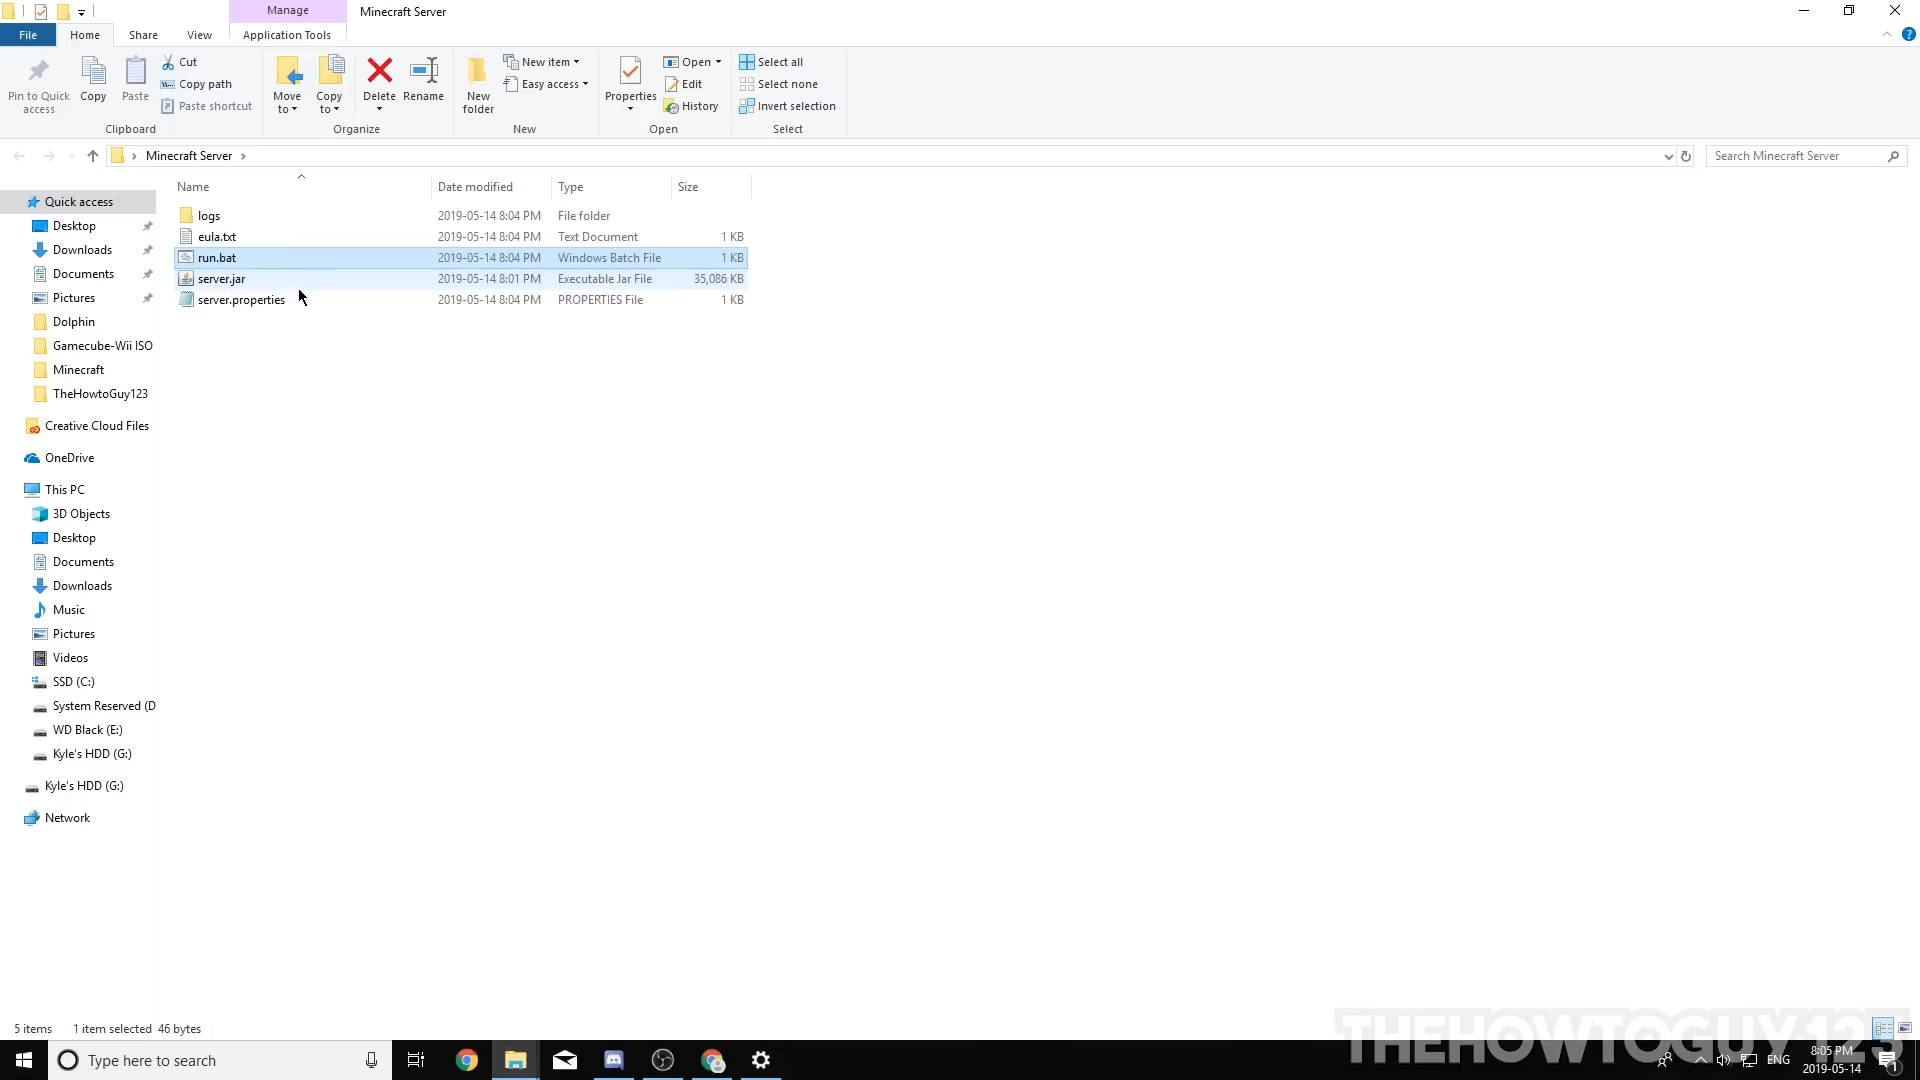 Manage
Minecraft Server
File
Home
Share
View
Application Tools
Pin to Quick access
Copy
Paste
Cut
Copy path
Paste shortcut
Clipboard
Move to
Copy to
Delete
Rename
Organize
New folder
New item
Easy access
New
Properties
Open
Edit
History
Open
Select all
Select none
Invert selection
Select
Minecraft Server
Search Minecraft Server
Name
Date modified
Type
Size
logs 2019-05-14 8:04 PM File folder
eula.txt 2019-05-14 8:04 PM Text Document 1 KB
run.bat 2019-05-14 8:04 PM Windows Batch File 1 KB
server.jar 2019-05-14 8:01 PM Executable Jar File 35,086 KB
server.properties 2019-05-14 8:04 PM PROPERTIES File 1 KB
Quick access
Desktop
Downloads
Documents
Pictures
Dolphin
Gamecube-Wii ISO
Minecraft
TheHowtoGuy123
Creative Cloud Files
OneDrive
This PC
3D Objects
Desktop
Documents
Downloads
Music
Pictures
Videos
SSD (C:)
System Reserved (D
WD Black (E:)
Kyle's HDD (G:)
Kyle's HDD (G:)
Network
5 items 1 item selected 46 bytes
THEHOWTOGUY123
Type here to search
ENG
8:05 PM
2019-05-14
1